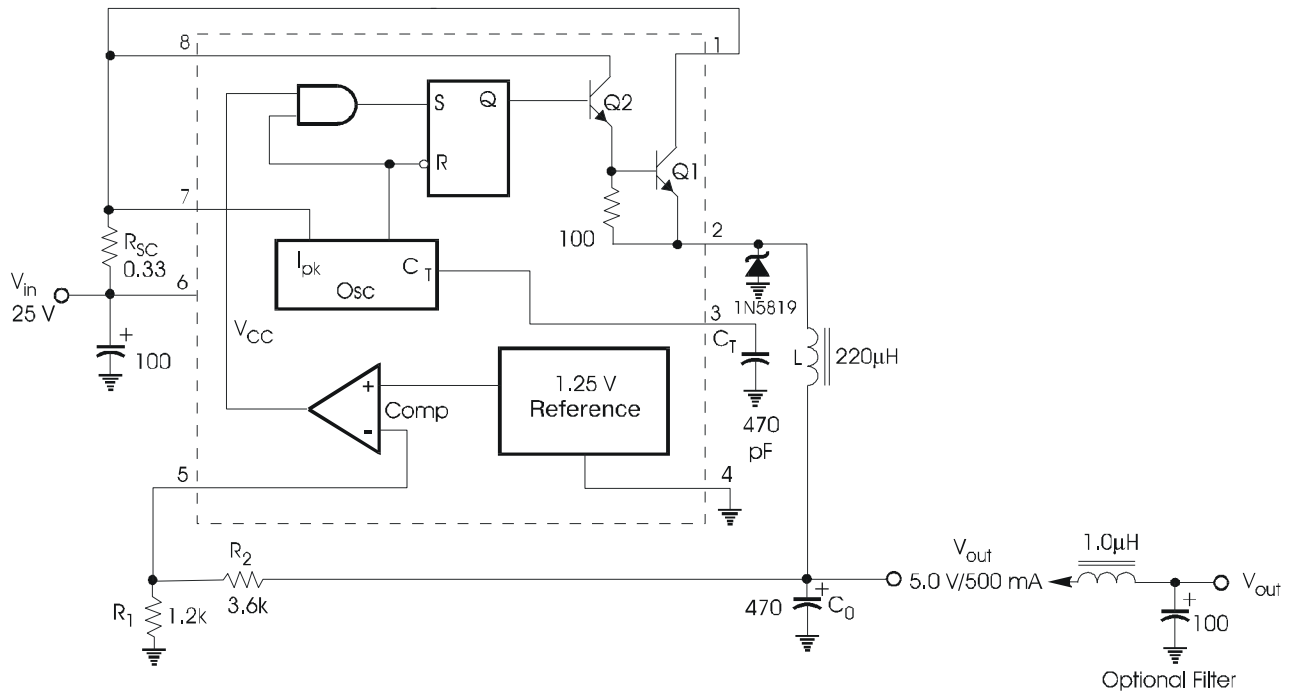 8
1
S
Q
Q2
R
Q1
7
100
2
R_SC
0.33
I_pk
C_T
Osc
V_in
25 V
6
1N5819
3
C_T
V_CC
L
220μH
+
100
+
Comp
-
1.25 V
Reference
470
pF
5
4
R_2
3.6k
R_1
1.2k
470
+
C_0
V_out
5.0 V/500 mA
1.0μH
V_out
+
100
Optional Filter